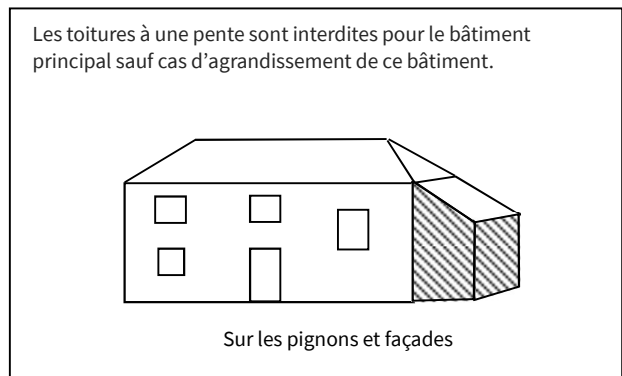 Les toitures à une pente sont interdites pour le bâtiment
principal sauf cas d’agrandissement de ce bâtiment.
Sur les pignons et façades